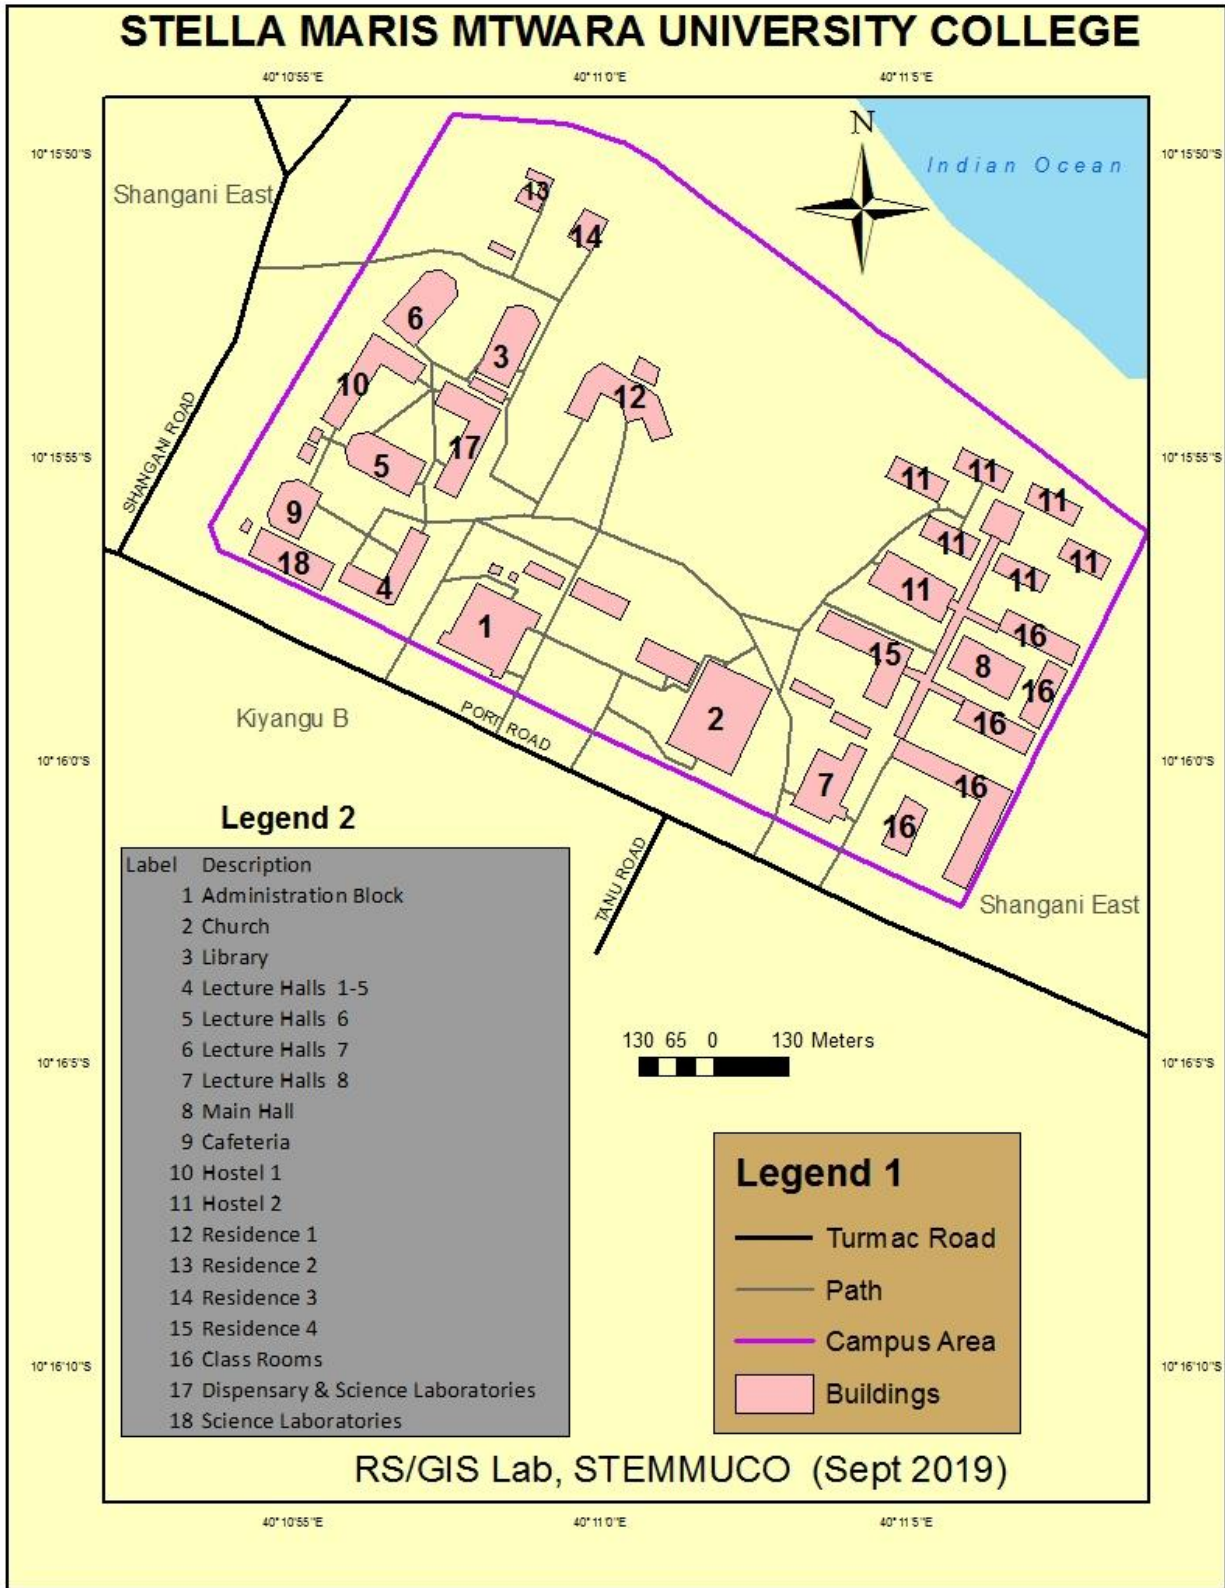 STELLA MARIS MTWARA UNIVERSITY COLLEGE
40°10'55"E 40°11'0"E 40°11'5"E
10°15'50"S 10°15'50"S
N
Indian Ocean
Shangani East
13
14
6
3
10
12
SHANGANI ROAD
17
10°15'55"S 10°15'55"S
5
11 11
11
9
11 11
18
4
11 11
1
16
15 8
16
2
16
Kiyangu B
PORT ROAD
10°16'0"S 10°16'0"S
7 16
16
TANU ROAD
Shangani East
Legend 2
Label Description
1 Administration Block
2 Church
3 Library
4 Lecture Halls 1-5
5 Lecture Halls 6
6 Lecture Halls 7
7 Lecture Halls 8
8 Main Hall
9 Cafeteria
10 Hostel 1
11 Hostel 2
12 Residence 1
13 Residence 2
14 Residence 3
15 Residence 4
16 Class Rooms
17 Dispensary & Science Laboratories
18 Science Laboratories
130 65 0 130 Meters
10°16'5"S 10°16'5"S
Legend 1
Turmac Road
Path
Campus Area
Buildings
10°16'10"S 10°16'10"S
RS/GIS Lab, STEMMUCO (Sept 2019)
40°10'55"E 40°11'0"E 40°11'5"E